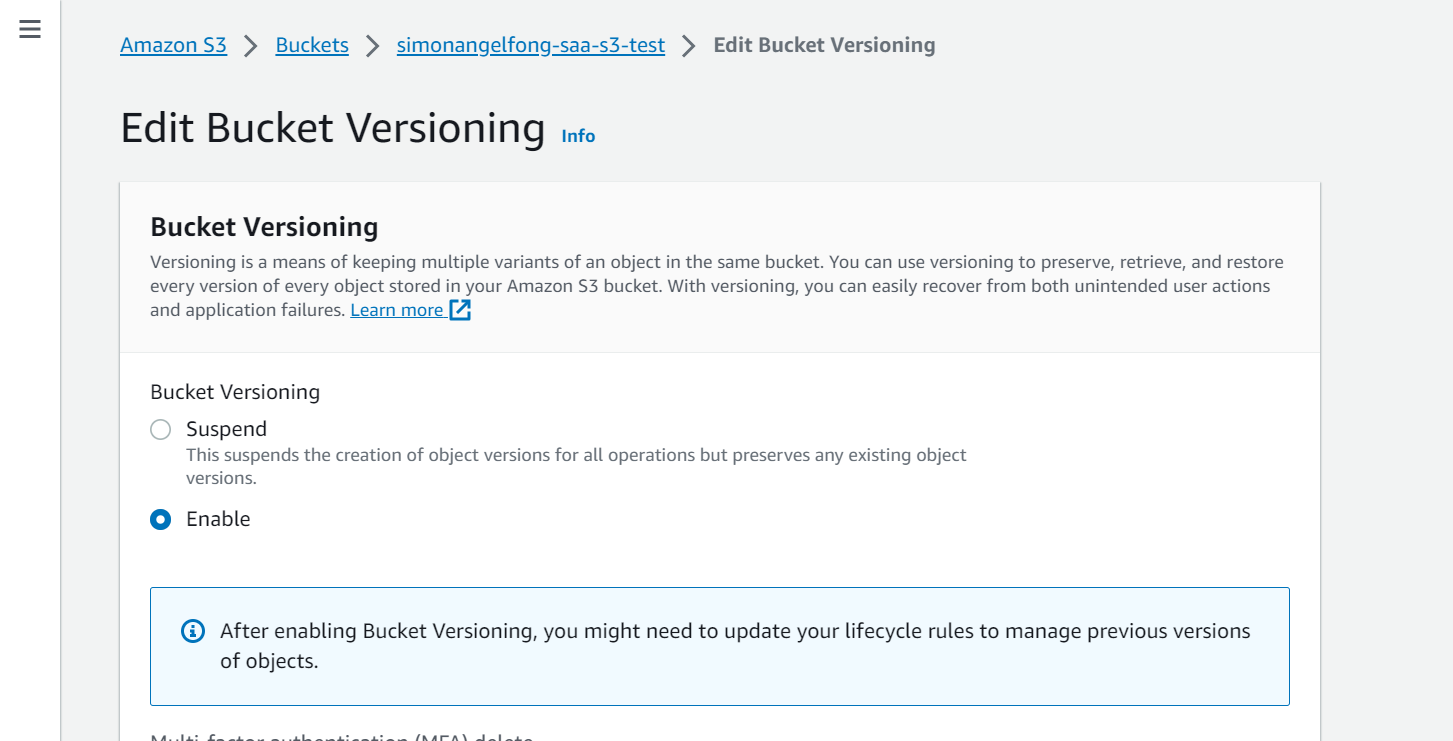 Amazon S3 > Buckets > simonangelfong-saa-s3-test > Edit Bucket Versioning
Edit Bucket Versioning Info
Bucket Versioning
Versioning is a means of keeping multiple variants of an object in the same bucket. You can use versioning to preserve, retrieve, and restore
every version of every object stored in your Amazon S3 bucket. With versioning, you can easily recover from both unintended user actions
and application failures. Learn more
Bucket Versioning
Suspend
This suspends the creation of object versions for all operations but preserves any existing object
versions.
Enable
After enabling Bucket Versioning, you might need to update your lifecycle rules to manage previous versions
of objects.
Multi-factor authentication (MFA) delete